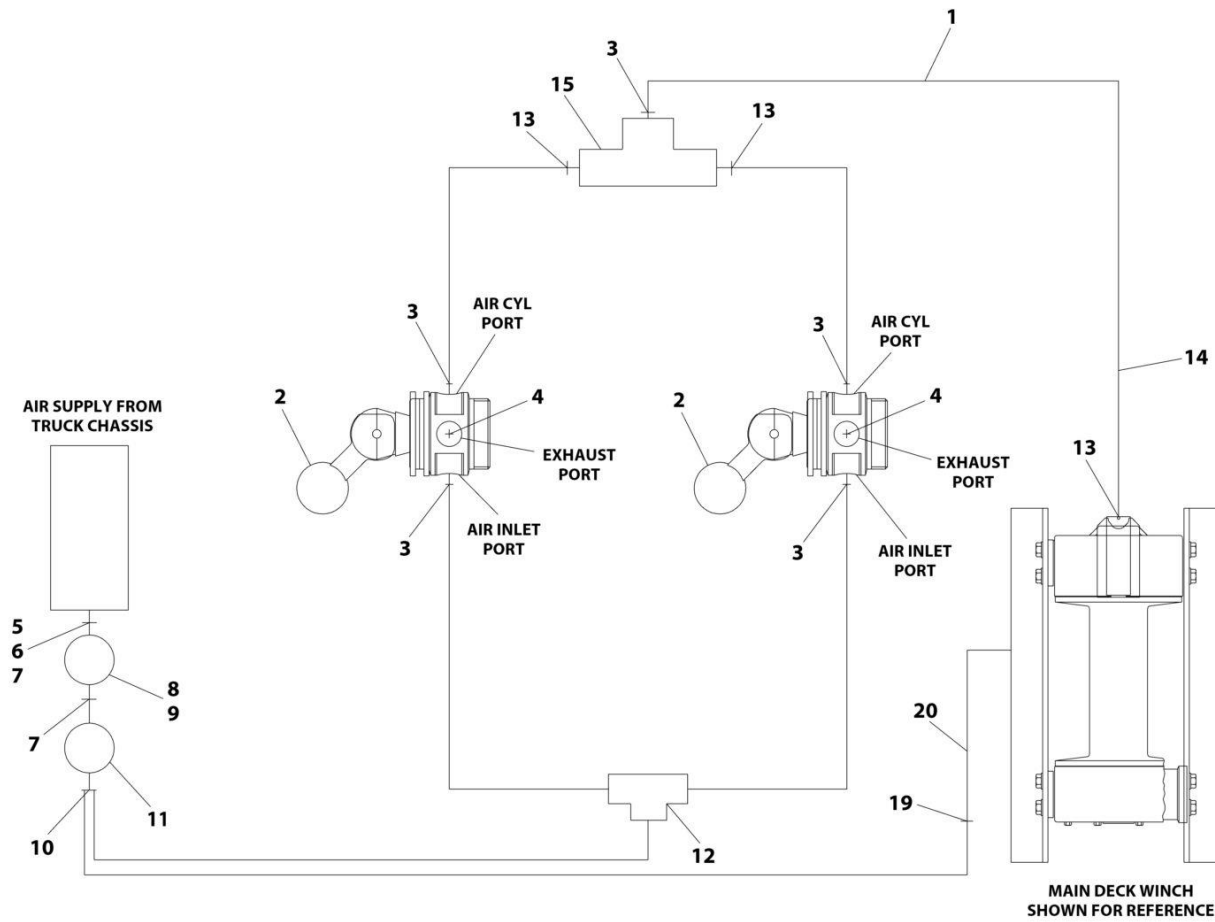 1
3
15
13
13
3
AIR CYL
PORT
3
AIR CYL
PORT
14
AIR SUPPLY FROM
TRUCK CHASSIS
2
4
2
4
EXHAUST
PORT
EXHAUST
PORT
13
3
AIR INLET
PORT
3
AIR INLET
PORT
5
6
7
8
9
7
20
11
10
19
12
MAIN DECK WINCH
SHOWN FOR REFERENCE